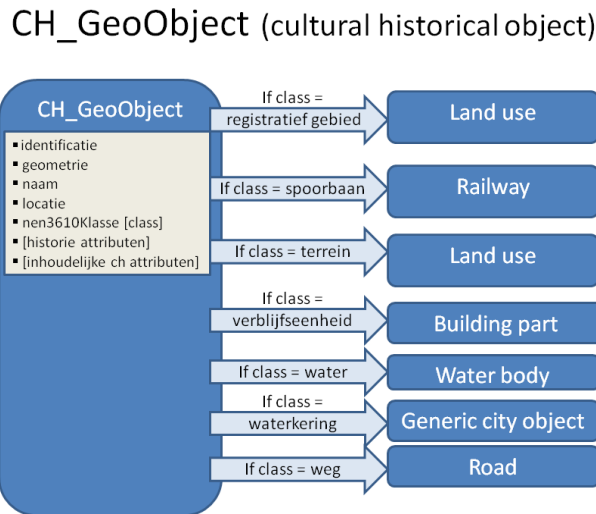 CH_GeoObject (cultural historical object)
CH_GeoObject
▪ identificatie
▪ geometrie
▪ naam
▪ locatie
▪ nen3610Klasse [class]
▪ [historie attributen]
▪ [inhoudelijke ch attributen]
If class =
registratief gebied
Land use
If class = spoorbaan
Railway
If class = terrein
Land use
If class =
verblijfseenheid
Building part
If class = water
Water body
If class =
waterkering
Generic city object
If class = weg
Road